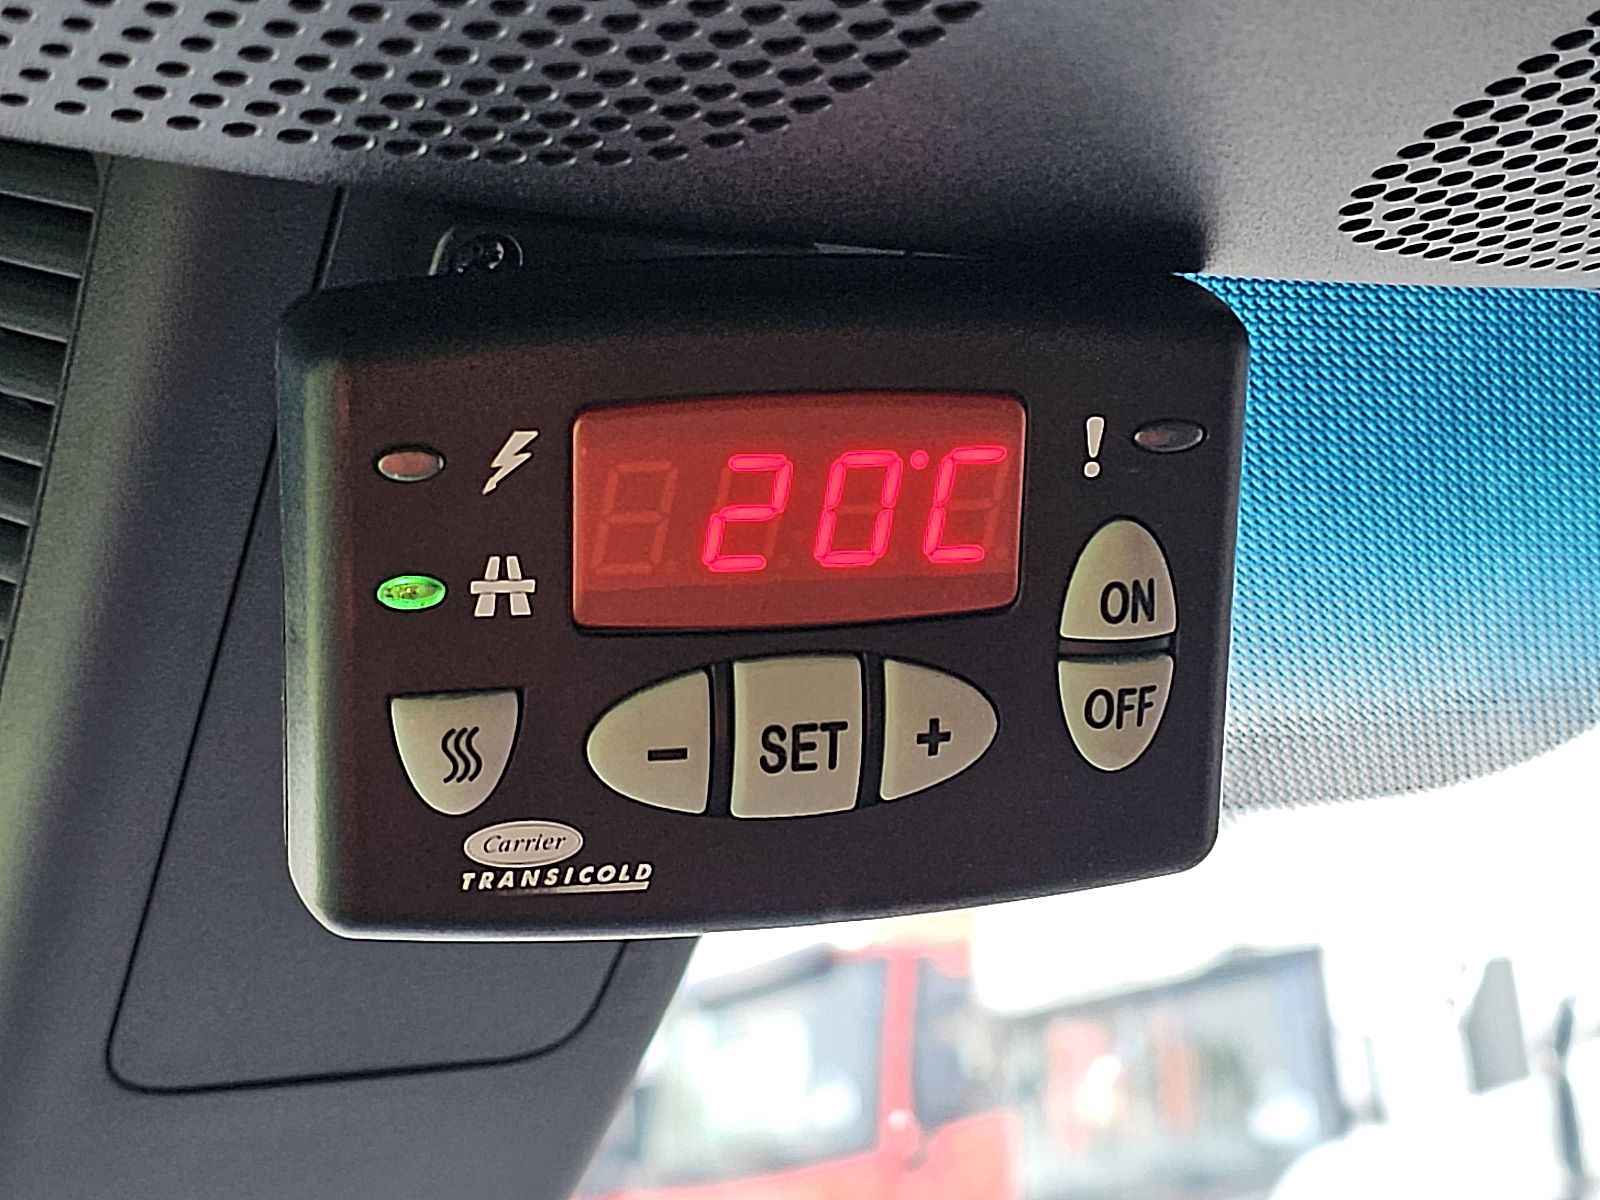 20°C
!
ON
OFF
- SET +
Carrier
TRANSICOLD